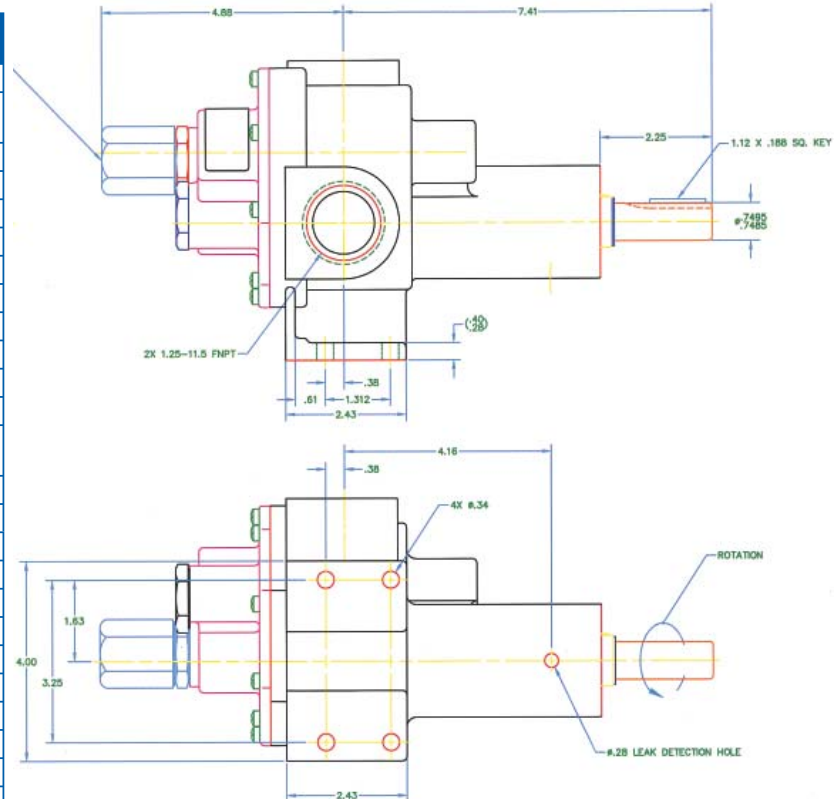 4.88
7.41
2.25
1.12 X .188 SQ. KEY
ø.7495
.7485
2X 1.25-11.5 FNPT
.38
.61
1.312
2.43
4.16
.38
4X ø.34
ROTATION
1.63
4.00
3.25
ø.28 LEAK DETECTION HOLE
2.43